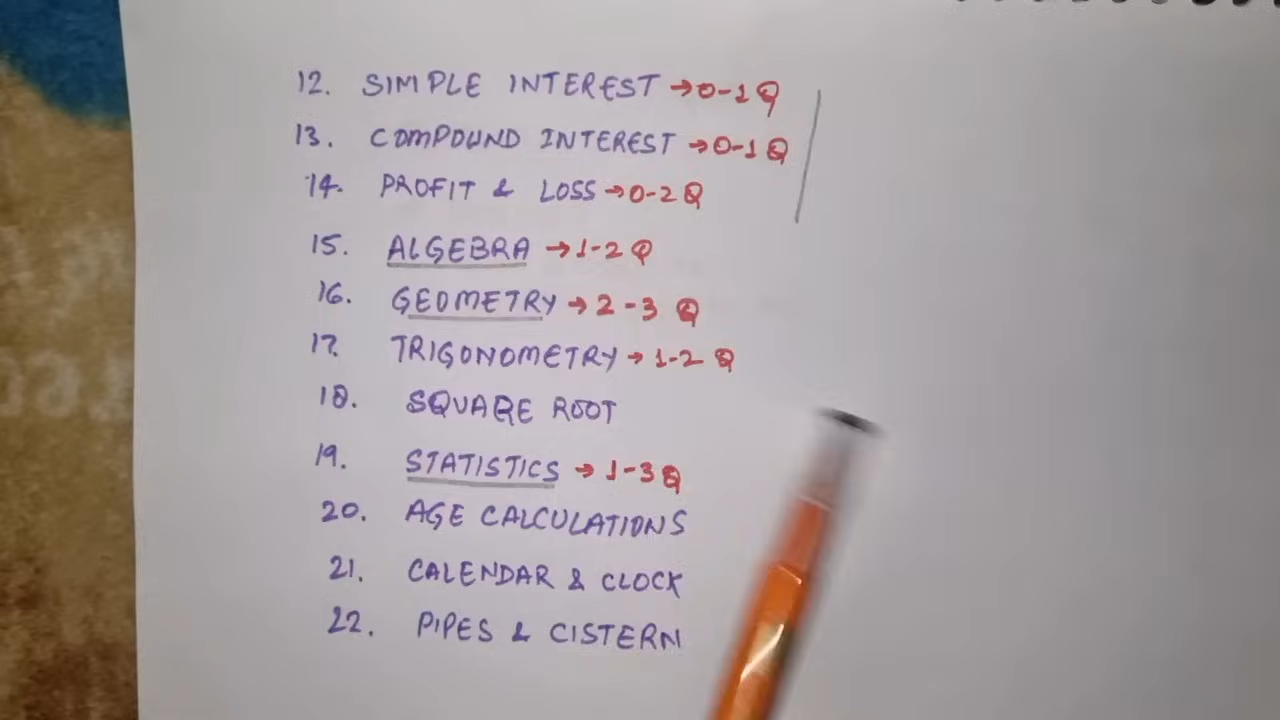 12. SIMPLE INTEREST → 0-1 Q
13. COMPOUND INTEREST → 0-1 Q
14. PROFIT & LOSS → 0-2 Q
15. ALGEBRA → 1-2 Q
16. GEOMETRY → 2-3 Q
17. TRIGONOMETRY → 1-2 Q
18. SQUARE ROOT
19. STATISTICS → 1-3 Q
20. AGE CALCULATIONS
21. CALENDAR & CLOCK
22. PIPES & CISTERN